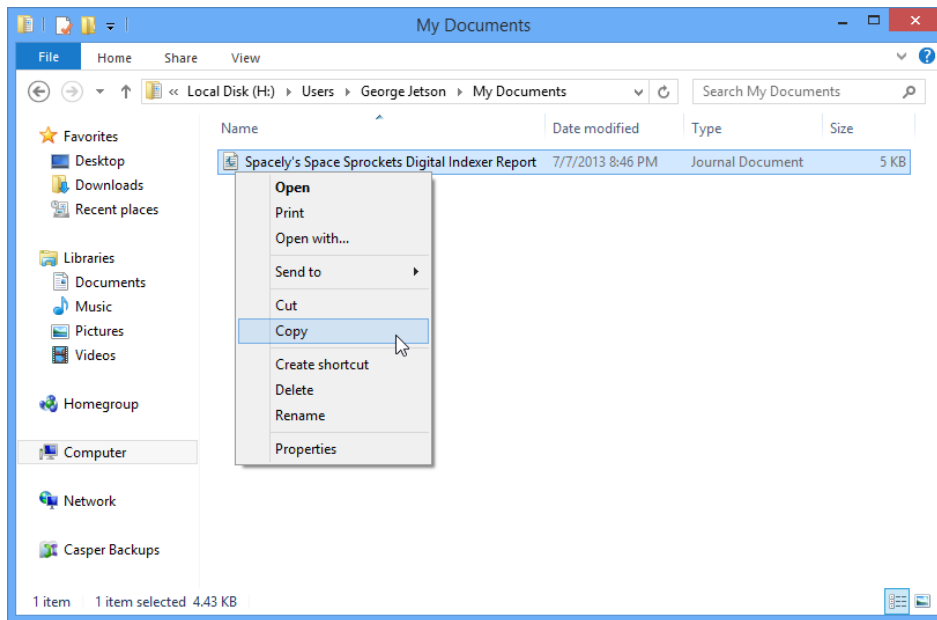 My Documents
File Home Share View
« Local Disk (H:) Users George Jetson My Documents Search My Documents
Name Date modified Type Size
Favorites
Desktop
Downloads
Recent places
Libraries
Documents
Music
Pictures
Videos
Homegroup
Computer
Network
Casper Backups
Spacely's Space Sprockets Digital Indexer Report 7/7/2013 8:46 PM Journal Document 5 KB
Open
Print
Open with...
Send to
Cut
Copy
Create shortcut
Delete
Rename
Properties
1 item 1 item selected 4.43 KB